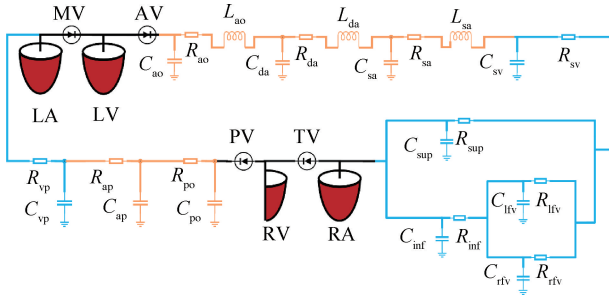 MV AV L_ao L_da L_sa
R_ao R_da R_sa R_sv
C_ao C_da C_sa C_sv
LA LV
PV TV
C_sup R_sup
R_vp R_ap R_po
C_lfv R_lfv
C_vp C_ap C_po
RV RA
C_inf R_inf
C_rfv R_rfv